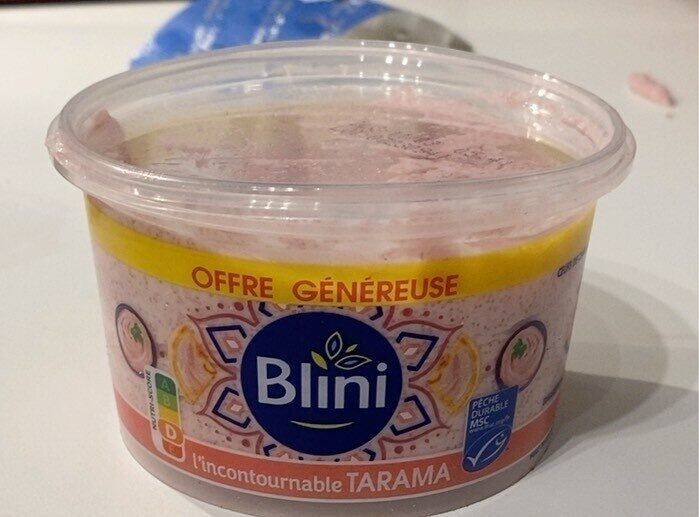 OFFRE GÉNÉREUSE
Blini
NUTRI-SCORE
A
B
D
E
PÊCHE
DURABLE
MSC
l'incontournable TARAMA